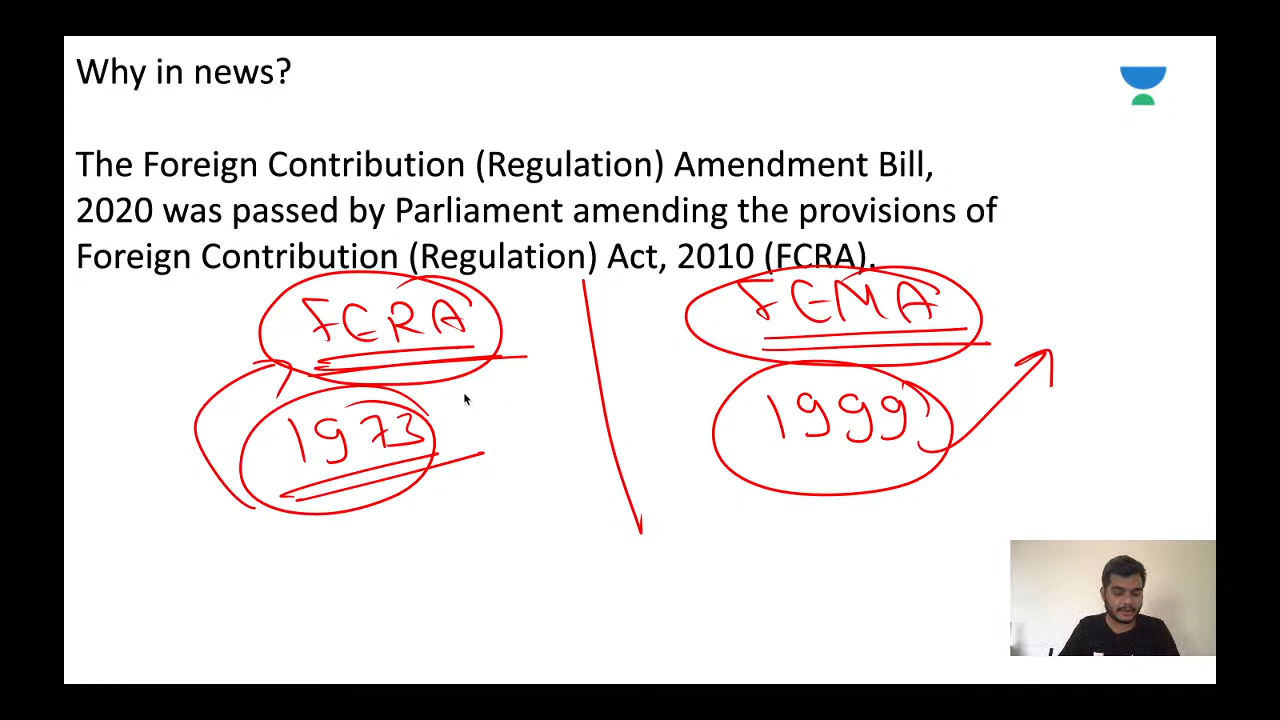 Why in news?
The Foreign Contribution (Regulation) Amendment Bill,
2020 was passed by Parliament amending the provisions of
Foreign Contribution (Regulation) Act, 2010 (FCRA).
FCRA
FEMA
1973
1999